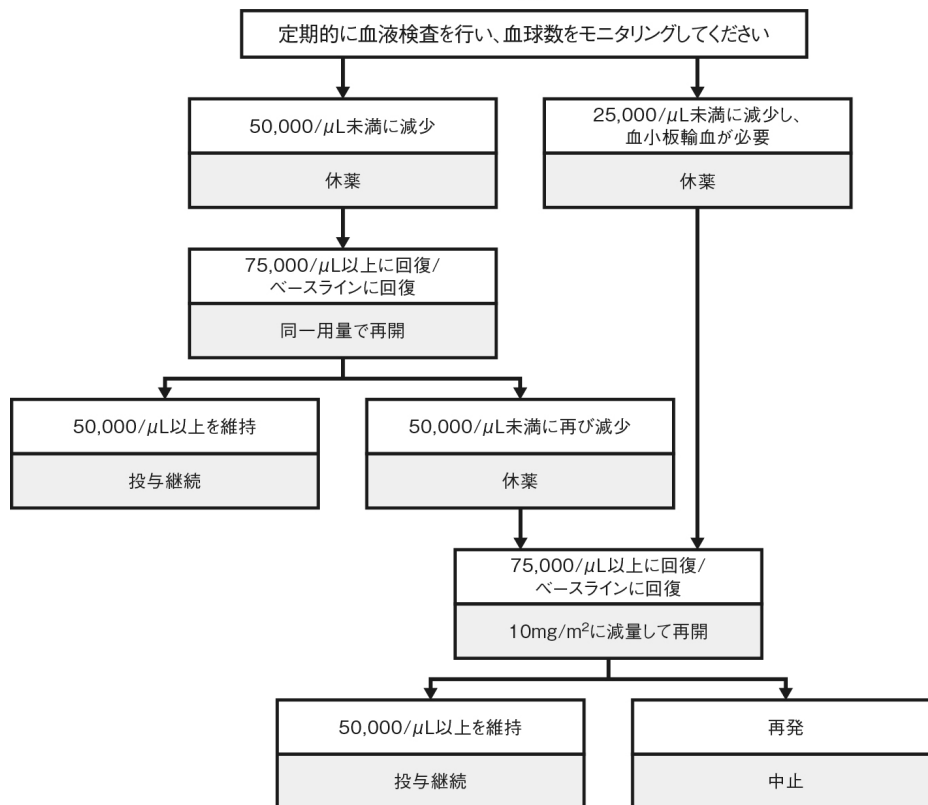 定期的に血液検査を行い、血球数をモニタリングしてください
50,000/μL未満に減少
休薬
25,000/μL未満に減少し、
血小板輸血が必要
休薬
75,000/μL以上に回復/
ベースラインに回復
同一用量で再開
50,000/μL以上を維持
投与継続
50,000/μL未満に再び減少
休薬
75,000/μL以上に回復/
ベースラインに回復
10mg/m²に減量して再開
50,000/μL以上を維持
投与継続
再発
中止